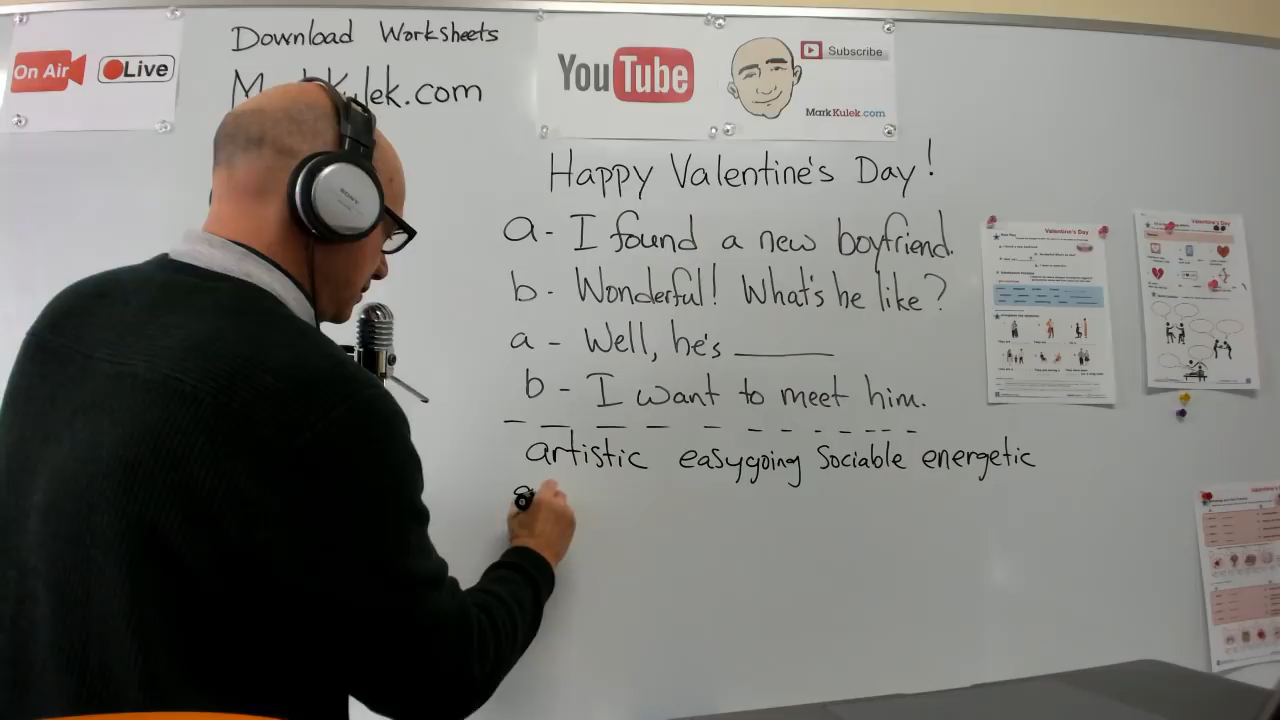 On Air
Live
Download Worksheets
kulek.com
YouTube
Subscribe
MarkKulek.com
Happy Valentine's Day!
a - I found a new boyfriend.
b - Wonderful! What's he like?
a - Well, he's ______
b - I want to meet him.
artistic easygoing sociable energetic
SONY
Valentine's Day
Valentine's Day